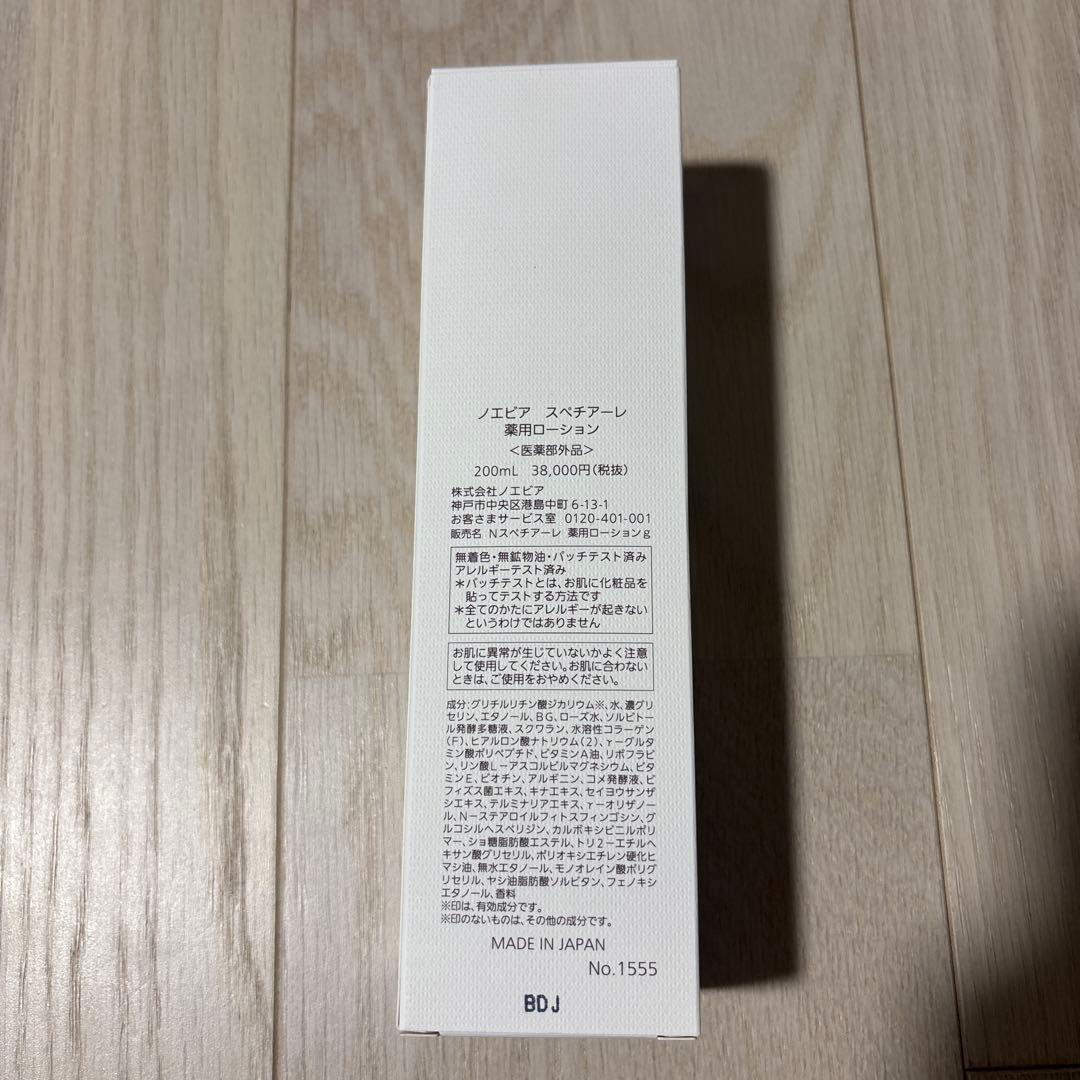 ノエビア　スペチアーレ
薬用ローション
<医薬部外品>
200mL　38,000円(税抜)
株式会社ノエビア
神戸市中央区港島中町 6-13-1
お客さまサービス室 0120-401-001
販売名 Nスペチアーレ 薬用ローションg
無着色・無鉱物油・パッチテスト済み
アレルギーテスト済み
＊パッチテストとは、お肌に化粧品を
貼ってテストする方法です
＊全てのかたにアレルギーが起きない
というわけではありません
お肌に異常が生じていないかよく注意
して使用してください。お肌に合わない
ときは、ご使用をおやめください。
成分：グリチルリチン酸ジカリウム※、水、濃グリ
セリン、エタノール、BG、ローズ水、ソルビトー
ル発酵多糖液、スクワラン、水溶性コラーゲン
(F)、ヒアルロン酸ナトリウム(2)、γーグルタ
ミン酸ポリペプチド、ビタミンA油、リボフラビ
ン、リン酸LーアスコルビルマグネシウムK、ビタ
ミンE、ビオチン、アルギニン、コメ発酵液、ビ
フィズス菌エキス、キナエキス、セイヨウサンザ
シエキス、テルミナリアエキス、γーオリザノー
ル、Nーステアロイルフィトスフィンゴシン、グ
ルコシルヘスペリジン、カルボキシビニルポリ
マー、ショ糖脂肪酸エステル、トリ2ーエチルヘ
キサン酸グリセリル、ポリオキシエチレン硬化ヒ
マシ油、無水エタノール、モノオレイン酸ポリグ
リセリル、ヤシ油脂肪酸ソルビタン、フェノキシ
エタノール、香料
※印は、有効成分です。
※印のないものは、その他の成分です。
MADE IN JAPAN
No.1555
BDJ